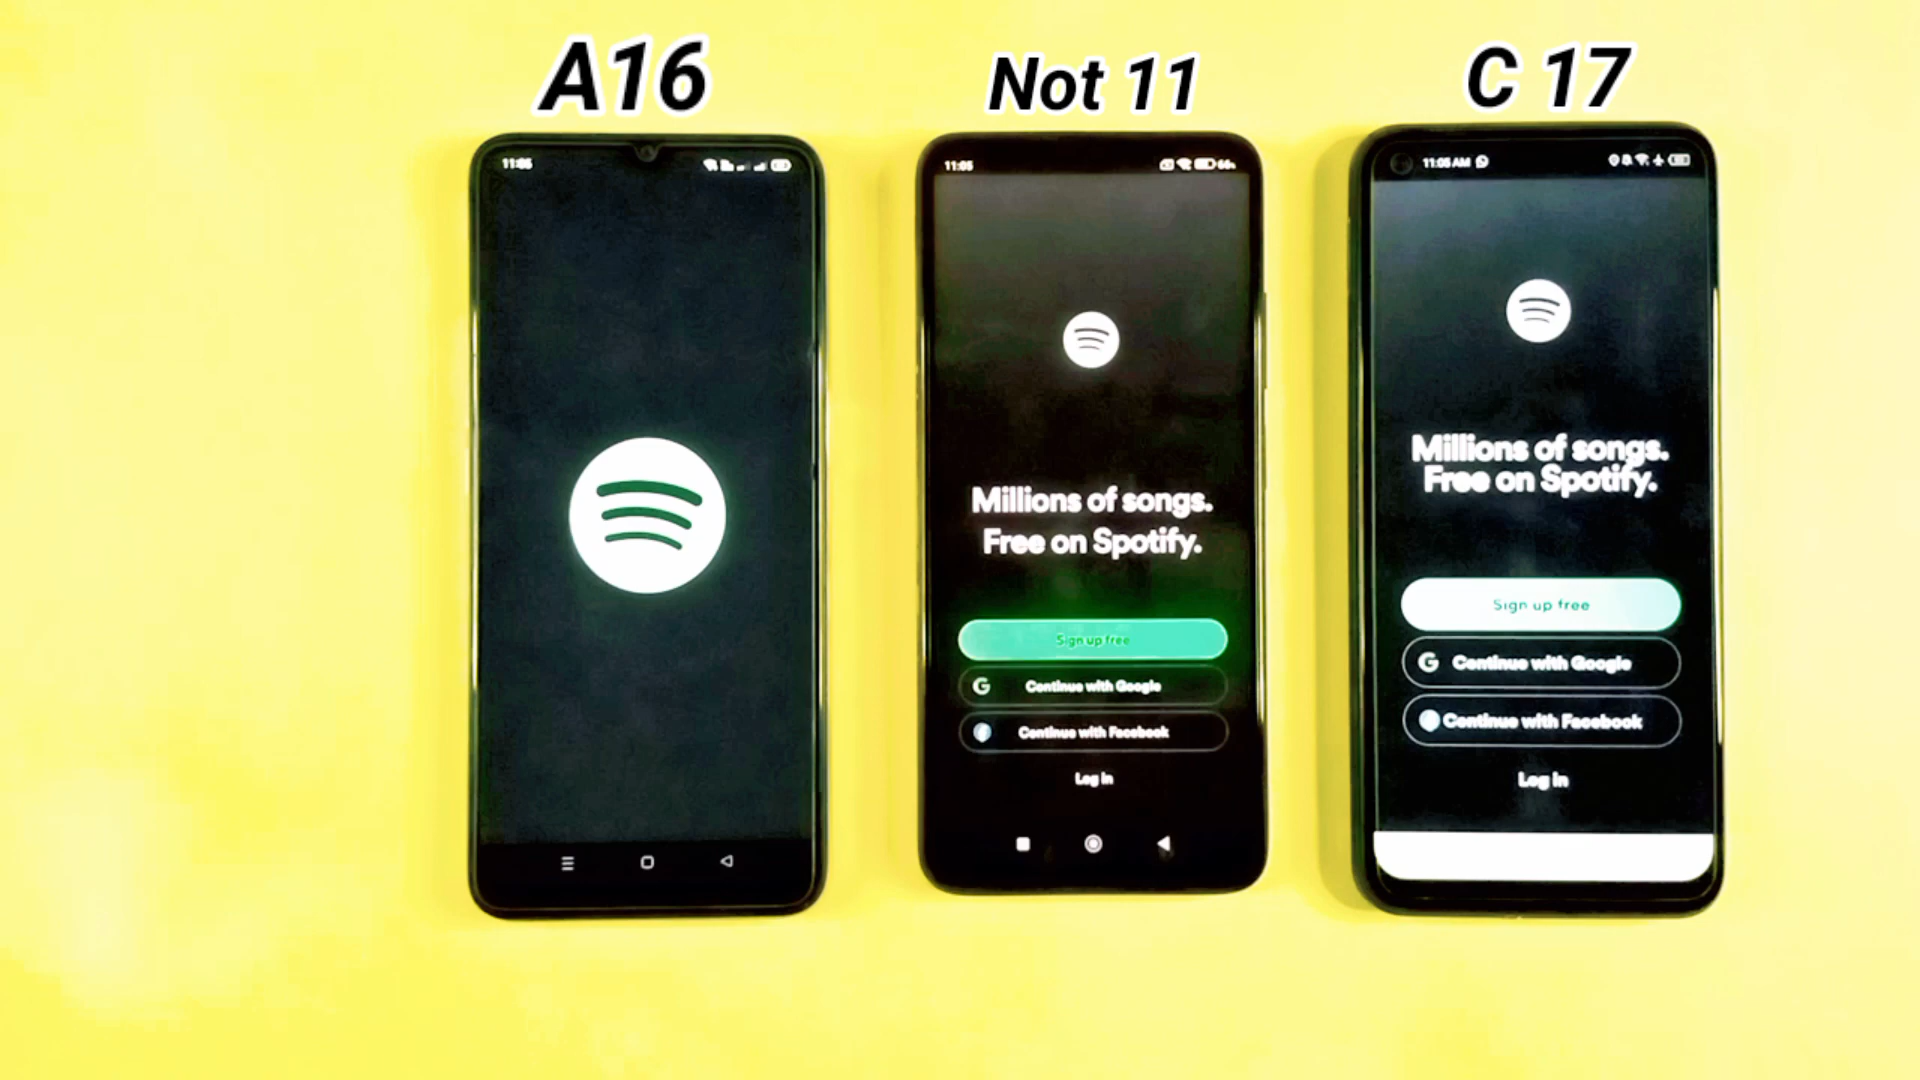 A16
Not 11
C 17
11:05
11:05
66%
11:05 AM
Millions of songs.
Free on Spotify.
Sign up free
Continue with Google
Continue with Facebook
Log in
Millions of songs.
Free on Spotify.
Sign up free
Continue with Google
Continue with Facebook
Log in